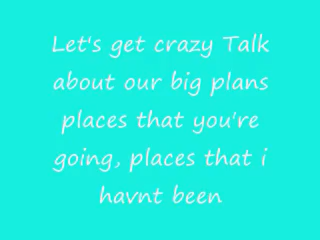 Let's get crazy Talk
about our big plans
places that you're
going, places that i
havnt been